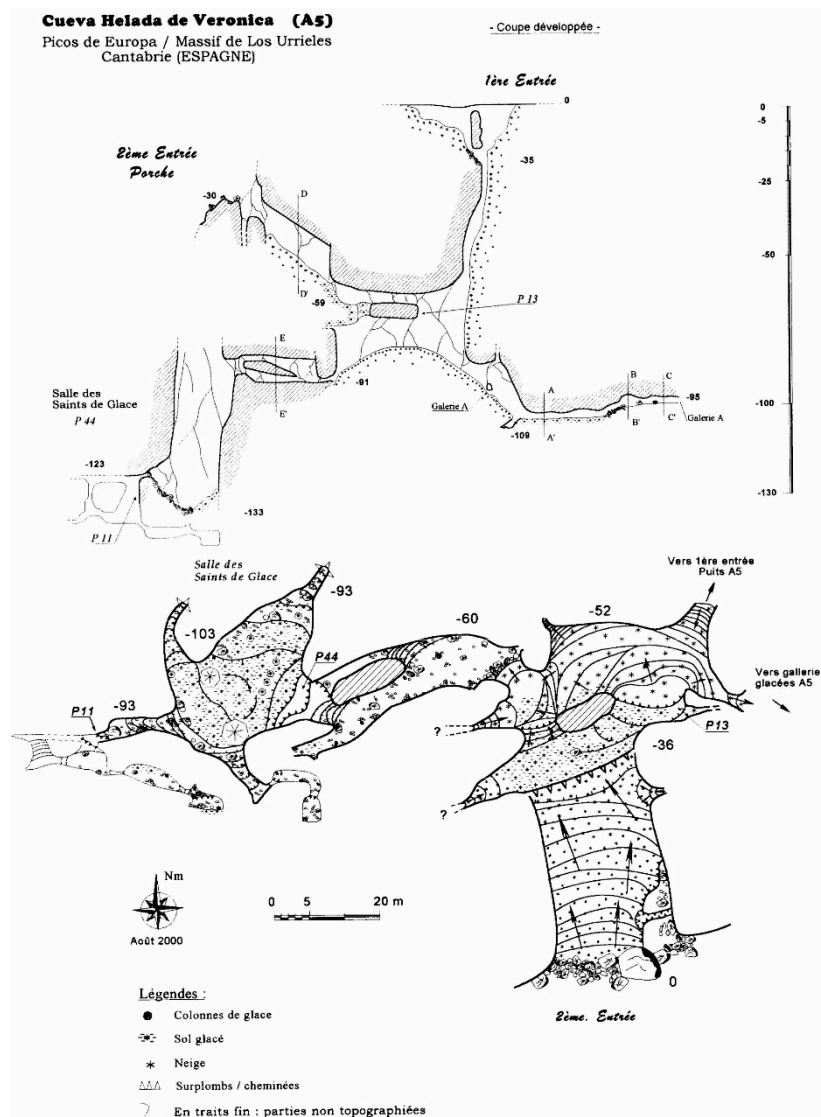 Cueva Helada de Veronica (A5)
Picos de Europa / Massif de Los Urrieles
Cantabrie (ESPAGNE)
- Coupe développée -
1ère Entrée
0
0
-5
-35
-25
-50
-100
-130
2ème Entrée
Porche
-30
D
D'
-59
P 13
E
E'
-91
Salle des
Saints de Glace
P 44
-123
-133
P 11
Galerie A
-109
A
A'
B
B'
C
C'
-95
Galerie A
Salle des
Saints de Glace
-93
-103
P44
P11
-93
-60
-52
Vers 1ère entrée
Puits A5
Vers gallerie
glacées A5
P13
-36
?
?
0
2ème. Entrée
Nm
Août 2000
0 5 20 m
Légendes :
Colonnes de glace
Sol glacé
Neige
Surplombs / cheminées
En traits fin : parties non topographiées